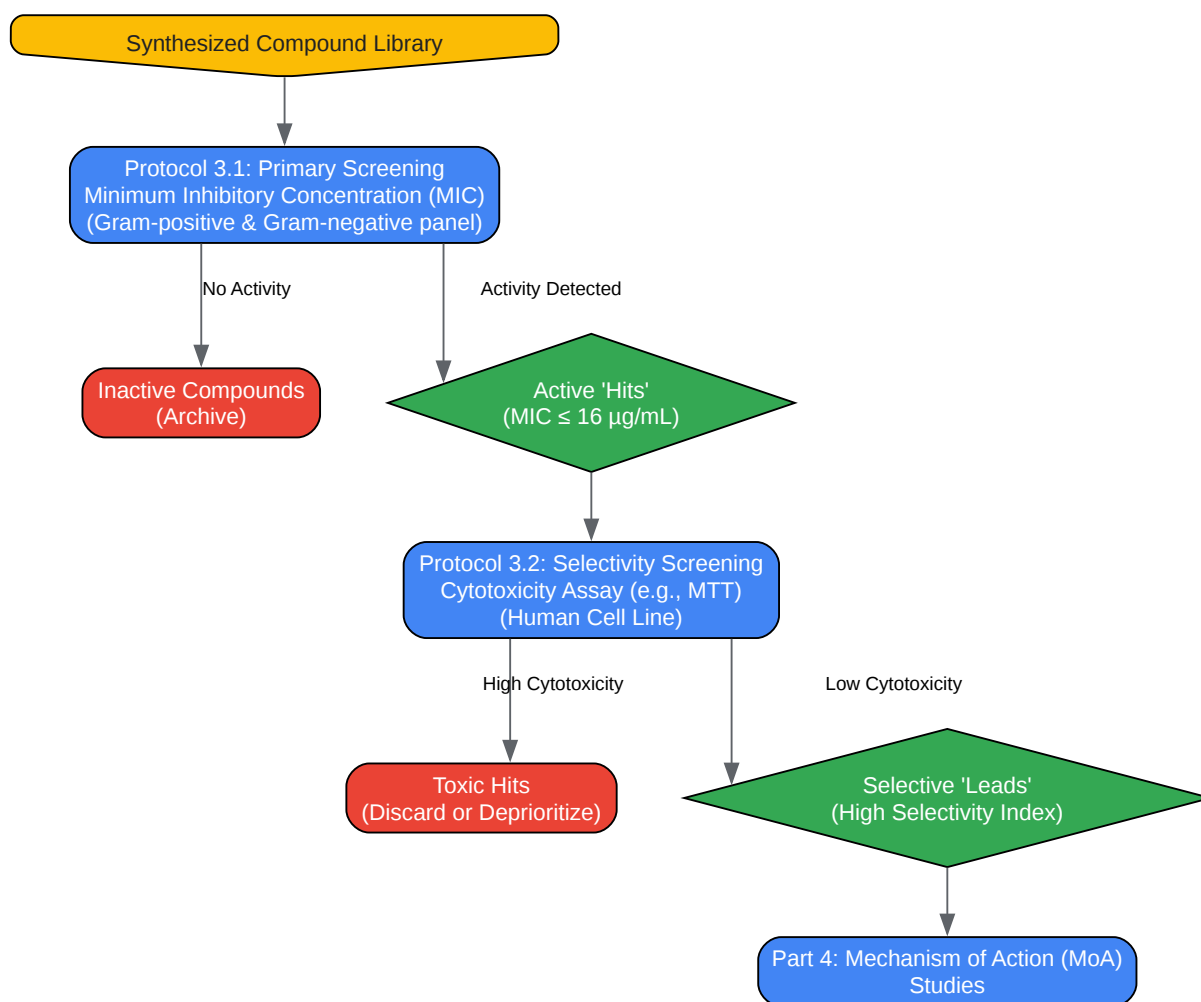 Synthesized Compound Library
Protocol 3.1: Primary Screening
Minimum Inhibitory Concentration (MIC)
(Gram-positive & Gram-negative panel)
No Activity
Activity Detected
Inactive Compounds
(Archive)
Active 'Hits'
(MIC ≤ 16 µg/mL)
Protocol 3.2: Selectivity Screening
Cytotoxicity Assay (e.g., MTT)
(Human Cell Line)
High Cytotoxicity
Low Cytotoxicity
Toxic Hits
(Discard or Deprioritize)
Selective 'Leads'
(High Selectivity Index)
Part 4: Mechanism of Action (MoA)
Studies